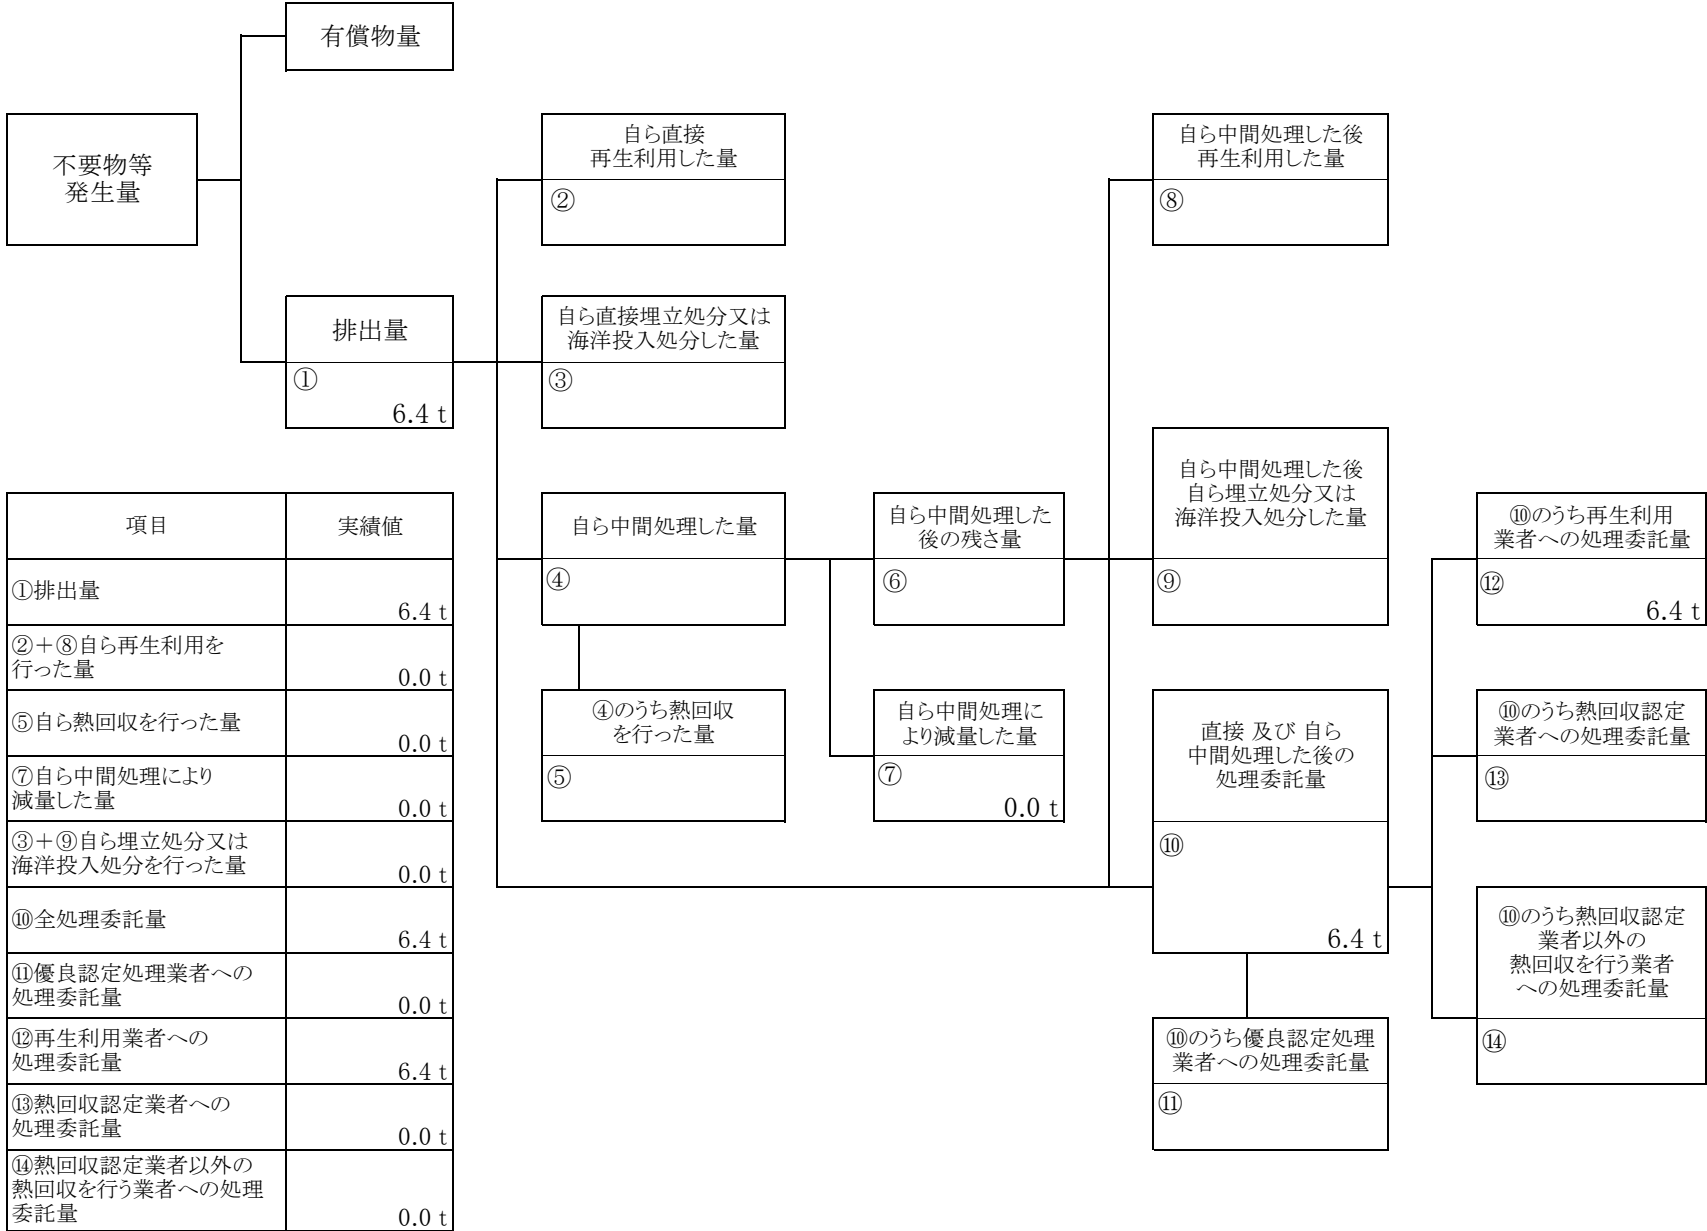 有償物量
不要物等
発生量
自ら直接
再生利用した量
②
自ら中間処理した後
再生利用した量
⑧
排出量
①
6.4 t
自ら直接埋立処分又は
海洋投入処分した量
③
自ら中間処理した量
④
自ら中間処理した
後の残さ量
⑥
自ら中間処理した後
自ら埋立処分又は
海洋投入処分した量
⑨
⑩のうち再生利用
業者への処理委託量
⑫
6.4 t
④のうち熱回収
を行った量
⑤
自ら中間処理に
より減量した量
⑦
0.0 t
直接 及び 自ら
中間処理した後の
処理委託量
⑩
6.4 t
⑩のうち熱回収認定
業者への処理委託量
⑬
⑩のうち熱回収認定
業者以外の
熱回収を行う業者
への処理委託量
⑭
⑩のうち優良認定処理
業者への処理委託量
⑪
項目 実績値
①排出量
6.4 t
②+⑧自ら再生利用を
行った量
0.0 t
⑤自ら熱回収を行った量
0.0 t
⑦自ら中間処理により
減量した量
0.0 t
③+⑨自ら埋立処分又は
海洋投入処分を行った量
0.0 t
⑩全処理委託量
6.4 t
⑪優良認定処理業者への
処理委託量
0.0 t
⑫再生利用業者への
処理委託量
6.4 t
⑬熱回収認定業者への
処理委託量
0.0 t
⑭熱回収認定業者以外の
熱回収を行う業者への処理
委託量
0.0 t